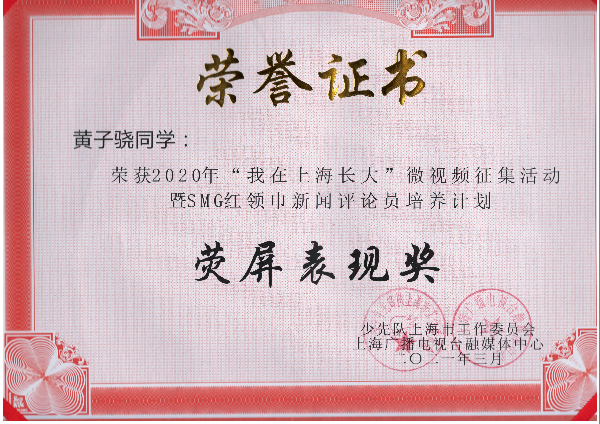 荣誉证书
黄子骁同学：
荣获2020年“我在上海长大”微视频征集活动
暨SMG红领巾新闻评论员培养计划
荧屏表现奖
少先队上海市工作委员会
上海广播电视台融媒体中心
二〇二一年三月